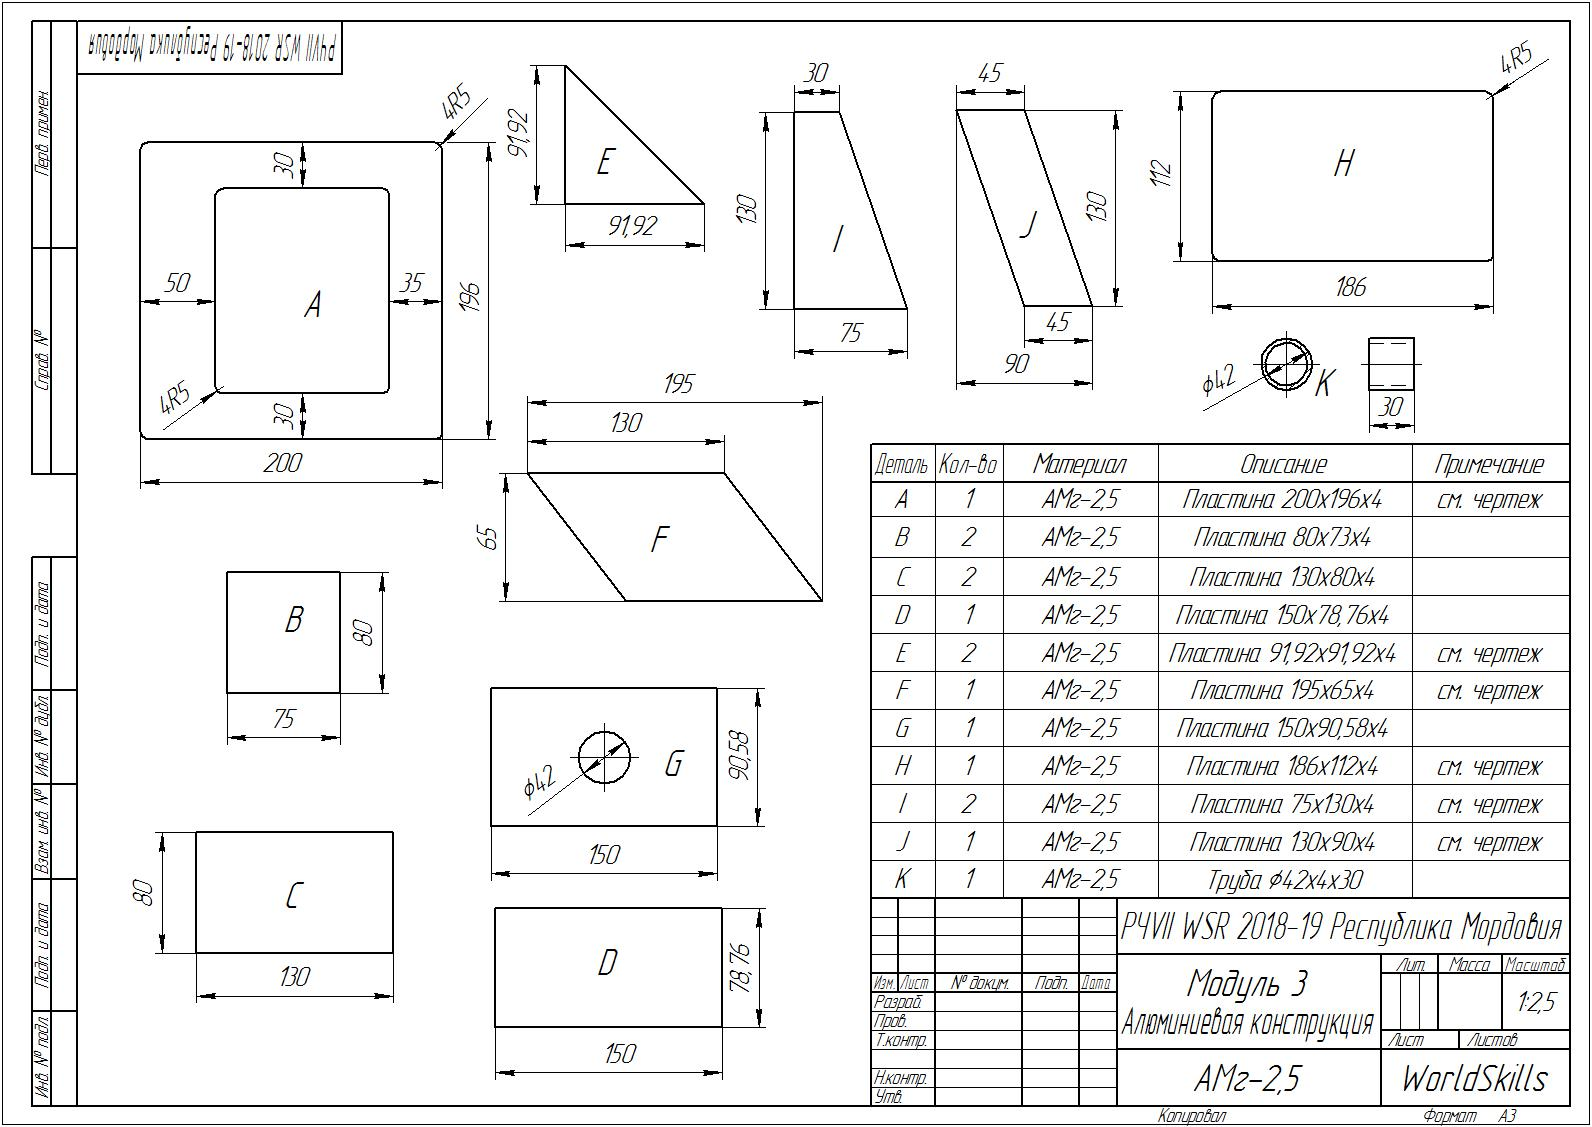 РЧVII WSR 2018-19 Республика Мордовия
Перв. примен.
Справ. №
Подп. и дата
Инв. № дубл.
Взам. инв. №
Подп. и дата
Инв. № подл.
4R5
30
50
35
A
196
4R5
30
200
91,92
E
91,92
30
130
I
75
45
J
130
45
90
4R5
112
H
186
ϕ42
K
30
195
130
65
F
B
80
75
90,58
G
ϕ42
150
80
C
130
D
78,76
150
Деталь Кол-во Материал Описание Примечание
A 1 АМг-2,5 Пластина 200х196х4 см. чертеж
B 2 АМг-2,5 Пластина 80х73х4
C 2 АМг-2,5 Пластина 130х80х4
D 1 АМг-2,5 Пластина 150х78,76х4
E 2 АМг-2,5 Пластина 91,92х91,92х4 см. чертеж
F 1 АМг-2,5 Пластина 195х65х4 см. чертеж
G 1 АМг-2,5 Пластина 150х90,58х4
H 1 АМг-2,5 Пластина 186х112х4 см. чертеж
I 2 АМг-2,5 Пластина 75х130х4 см. чертеж
J 1 АМг-2,5 Пластина 130х90х4 см. чертеж
K 1 АМг-2,5 Труба ϕ42х4х30
РЧVII WSR 2018-19 Республика Мордовия
Изм. Лист № докум. Подп. Дата
Разраб.
Пров.
Т.контр.
Н.контр.
Утв.
Модуль 3
Алюминиевая конструкция
Лит. Масса Масштаб
1:2,5
Лист Листов
АМг-2,5
WorldSkills
Копировал Формат А3